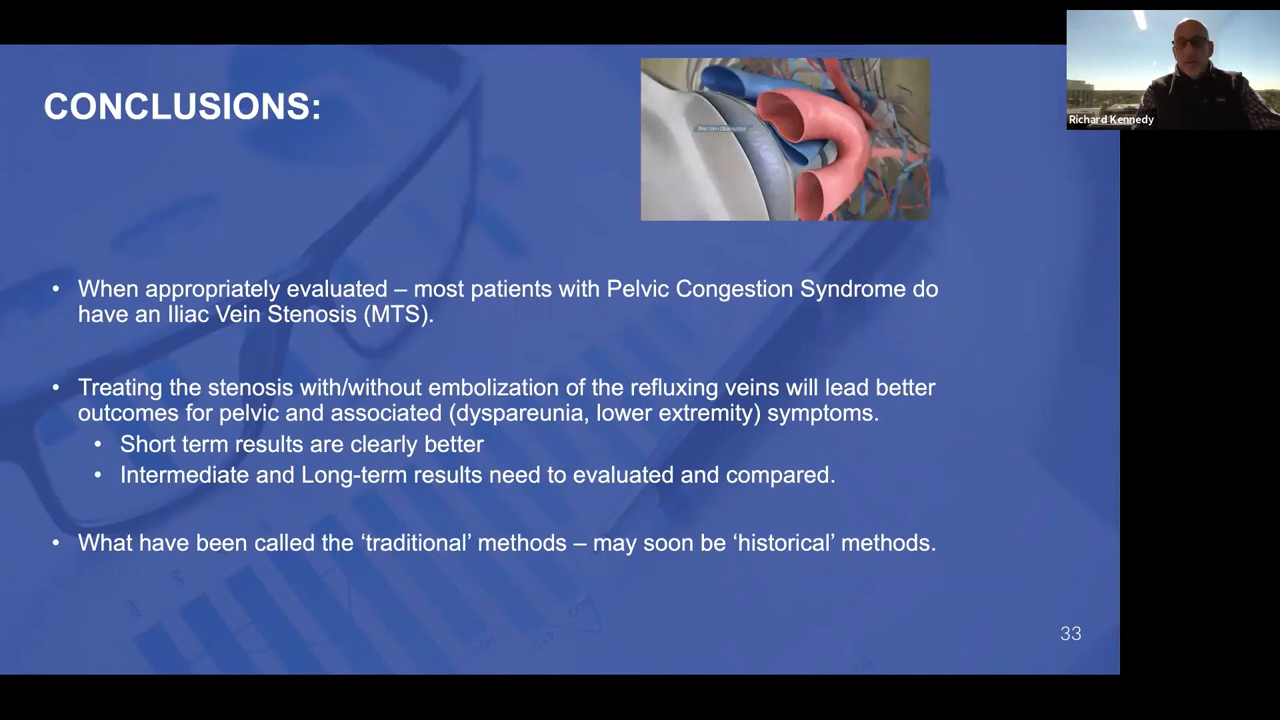 CONCLUSIONS:
Richard Kennedy
• When appropriately evaluated – most patients with Pelvic Congestion Syndrome do
have an Iliac Vein Stenosis (MTS).
• Treating the stenosis with/without embolization of the refluxing veins will lead better
outcomes for pelvic and associated (dyspareunia, lower extremity) symptoms.
• Short term results are clearly better
• Intermediate and Long-term results need to evaluated and compared.
• What have been called the ‘traditional’ methods – may soon be ‘historical’ methods.
33